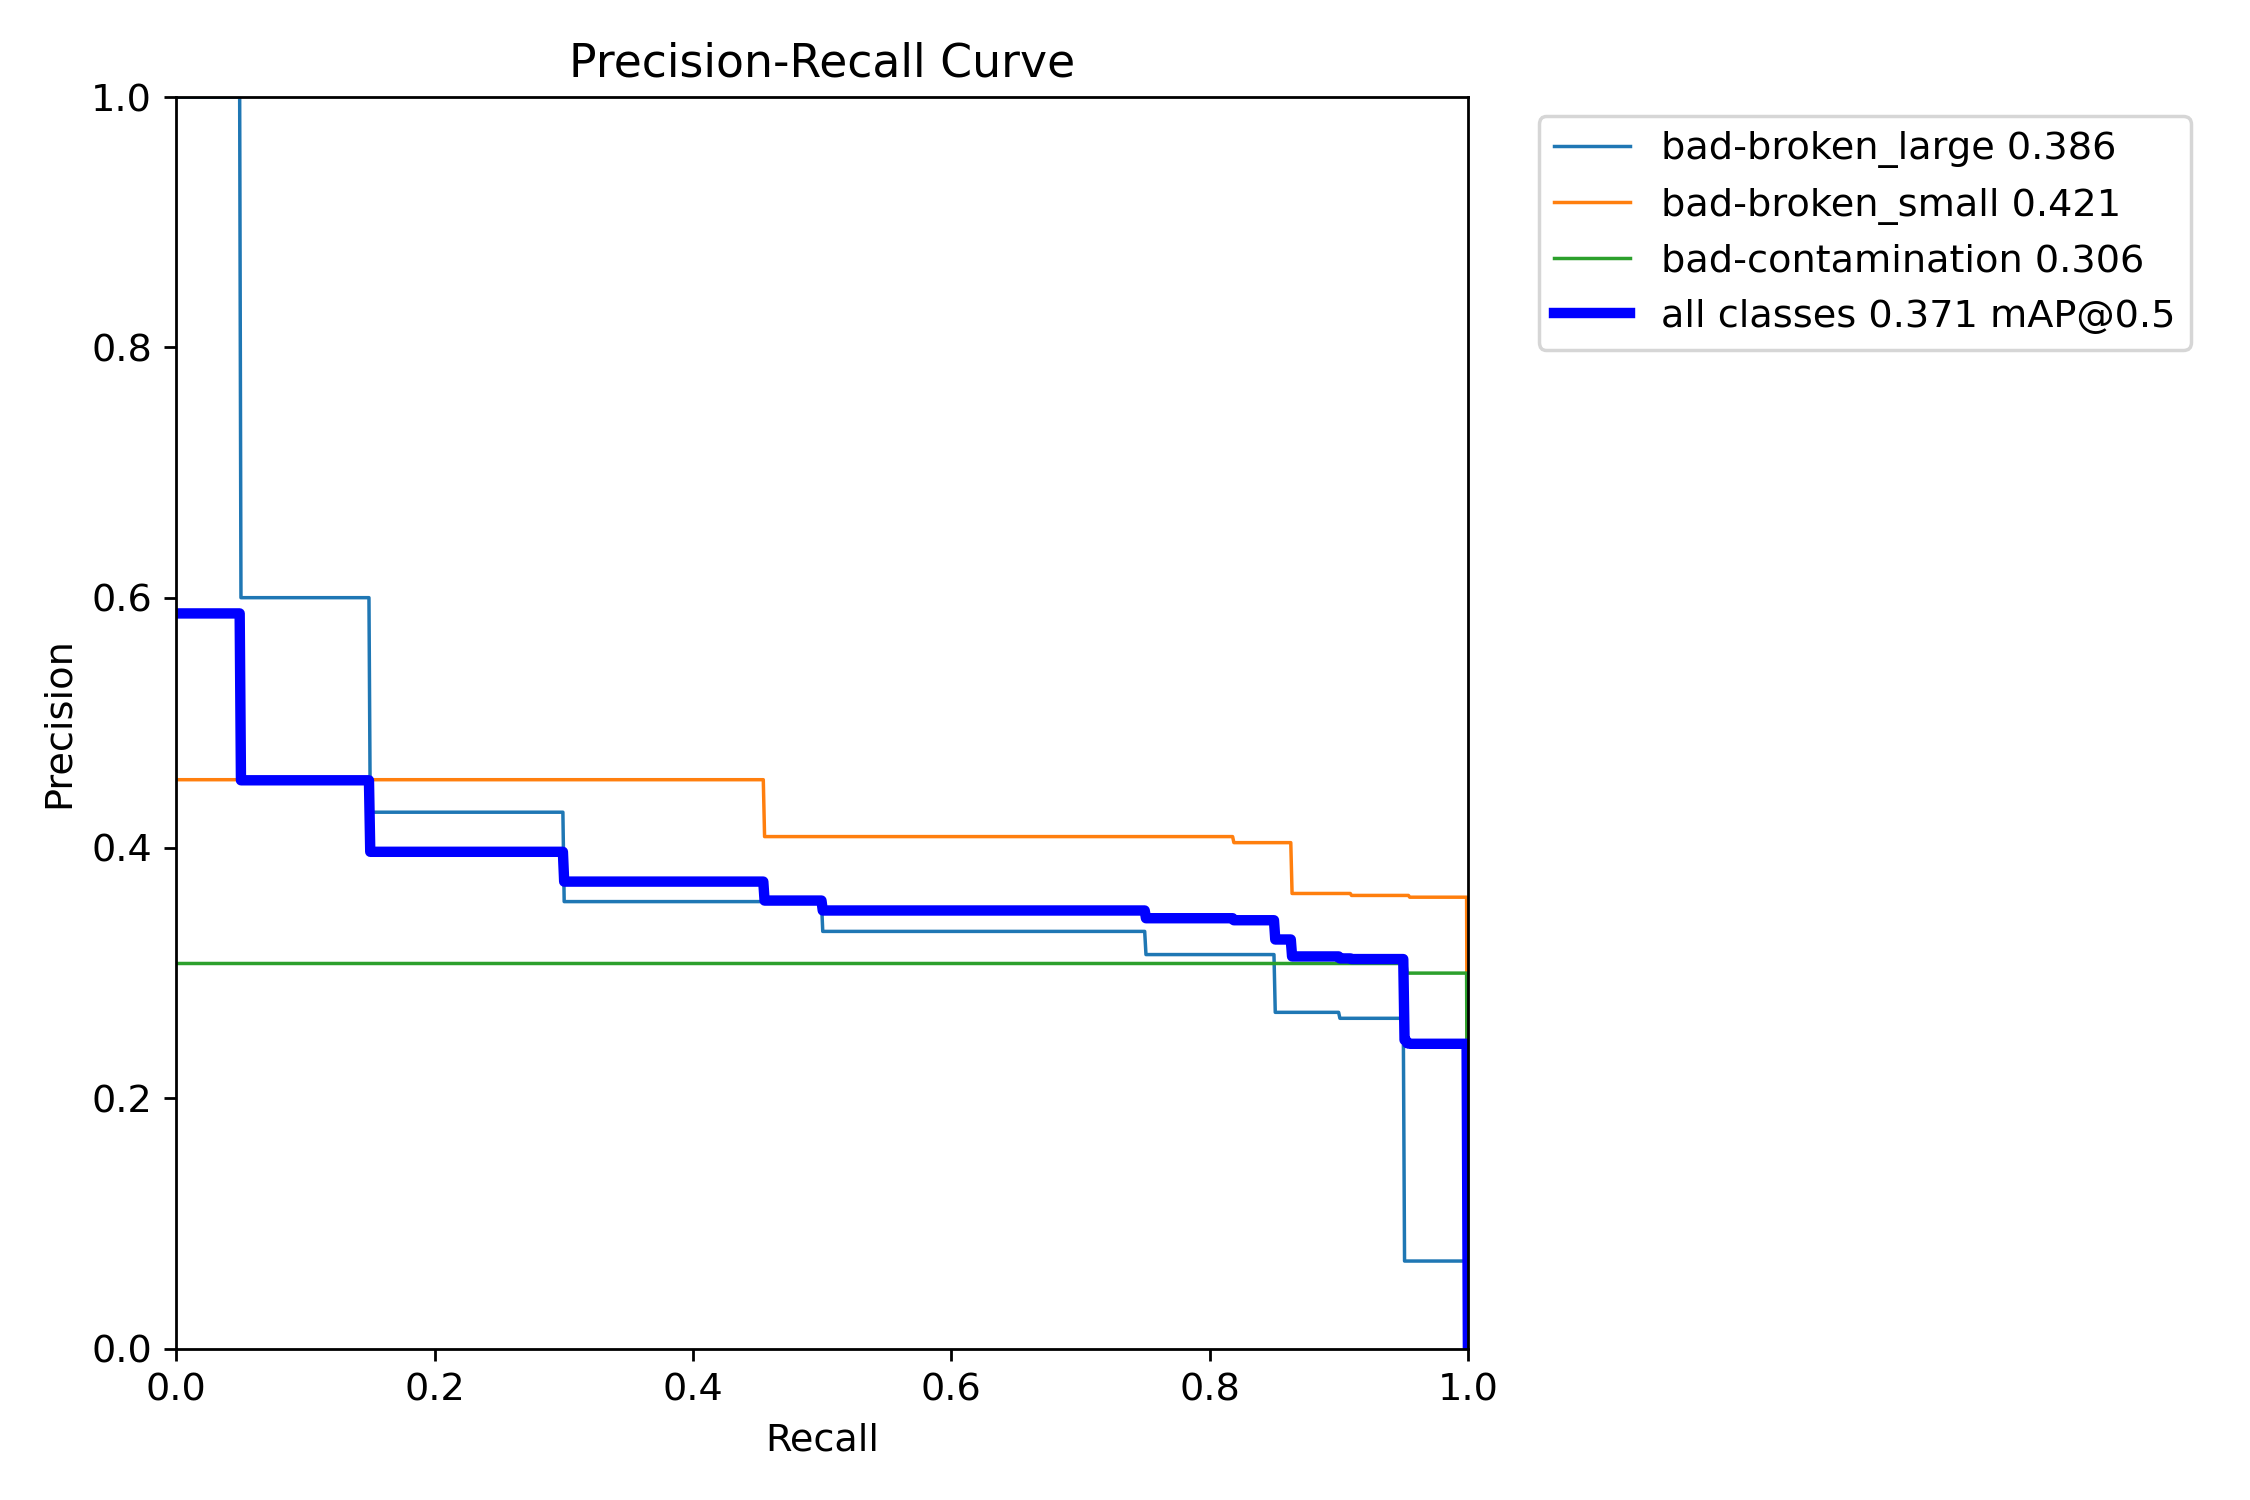 Precision-Recall Curve
1.0
0.8
0.6
0.4
0.2
0.0
Precision
0.0 0.2 0.4 0.6 0.8 1.0
Recall
bad-broken_large 0.386
bad-broken_small 0.421
bad-contamination 0.306
all classes 0.371 mAP@0.5